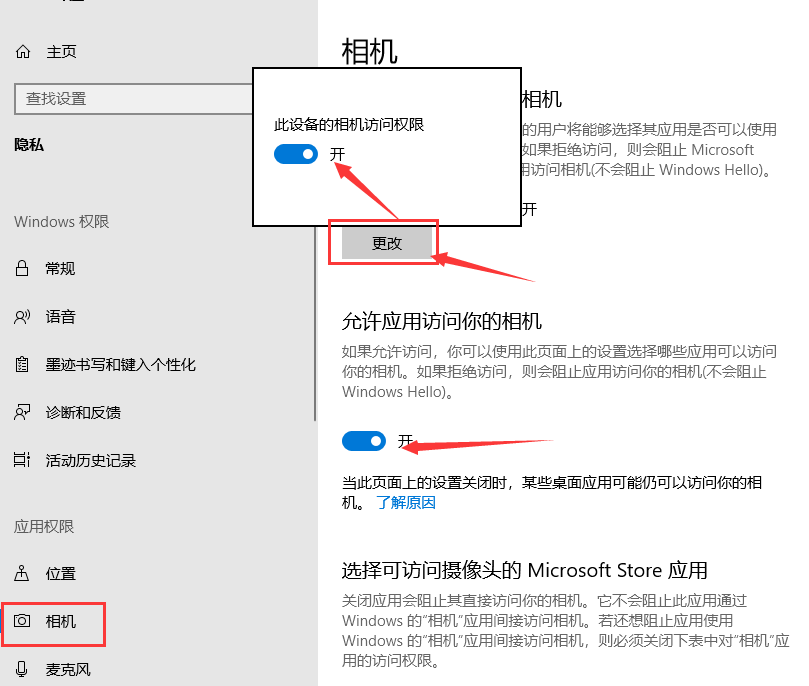 主页
查找设置
隐私
Windows 权限
常规
语音
墨迹书写和键入个性化
诊断和反馈
活动历史记录
应用权限
位置
相机
麦克风
相机
此设备的相机访问权限
开
相机
的用户将能够选择其应用是否可以使用
如果拒绝访问，则会阻止 Microsoft
访问相机(不会阻止 Windows Hello)。
开
更改
允许应用访问你的相机
如果允许访问，你可以使用此页面上的设置选择哪些应用可以访问
你的相机。如果拒绝访问，则会阻止应用访问你的相机(不会阻止
Windows Hello)。
开
当此页面上的设置关闭时，某些桌面应用可能仍可以访问你的相
机。 了解原因
选择可访问摄像头的 Microsoft Store 应用
关闭应用会阻止其直接访问你的相机。它不会阻止此应用通过
Windows 的“相机”应用间接访问相机。若还想阻止应用使用
Windows 的“相机”应用间接访问相机，则必须关闭下表中对“相机”应
用的访问权限。